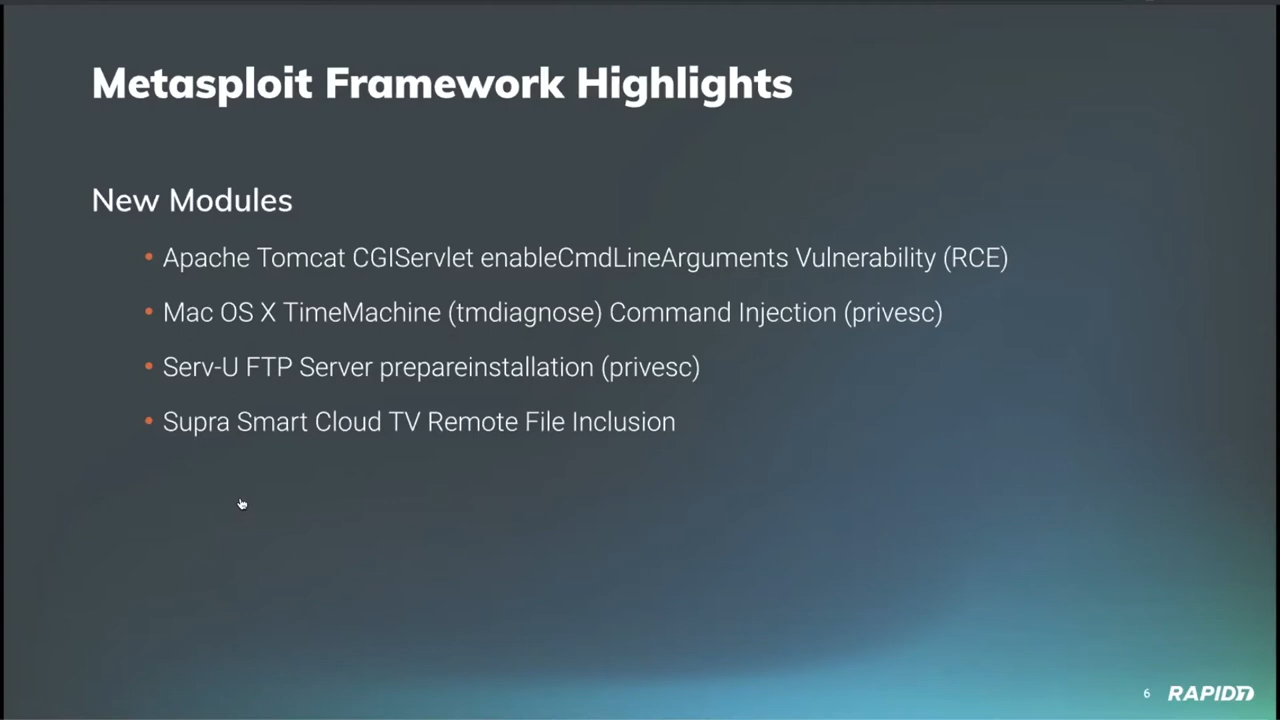 Metasploit Framework Highlights
New Modules
• Apache Tomcat CGIServlet enableCmdLineArguments Vulnerability (RCE)
• Mac OS X TimeMachine (tmdiagnose) Command Injection (privesc)
• Serv-U FTP Server prepareinstallation (privesc)
• Supra Smart Cloud TV Remote File Inclusion
6 RAPID7